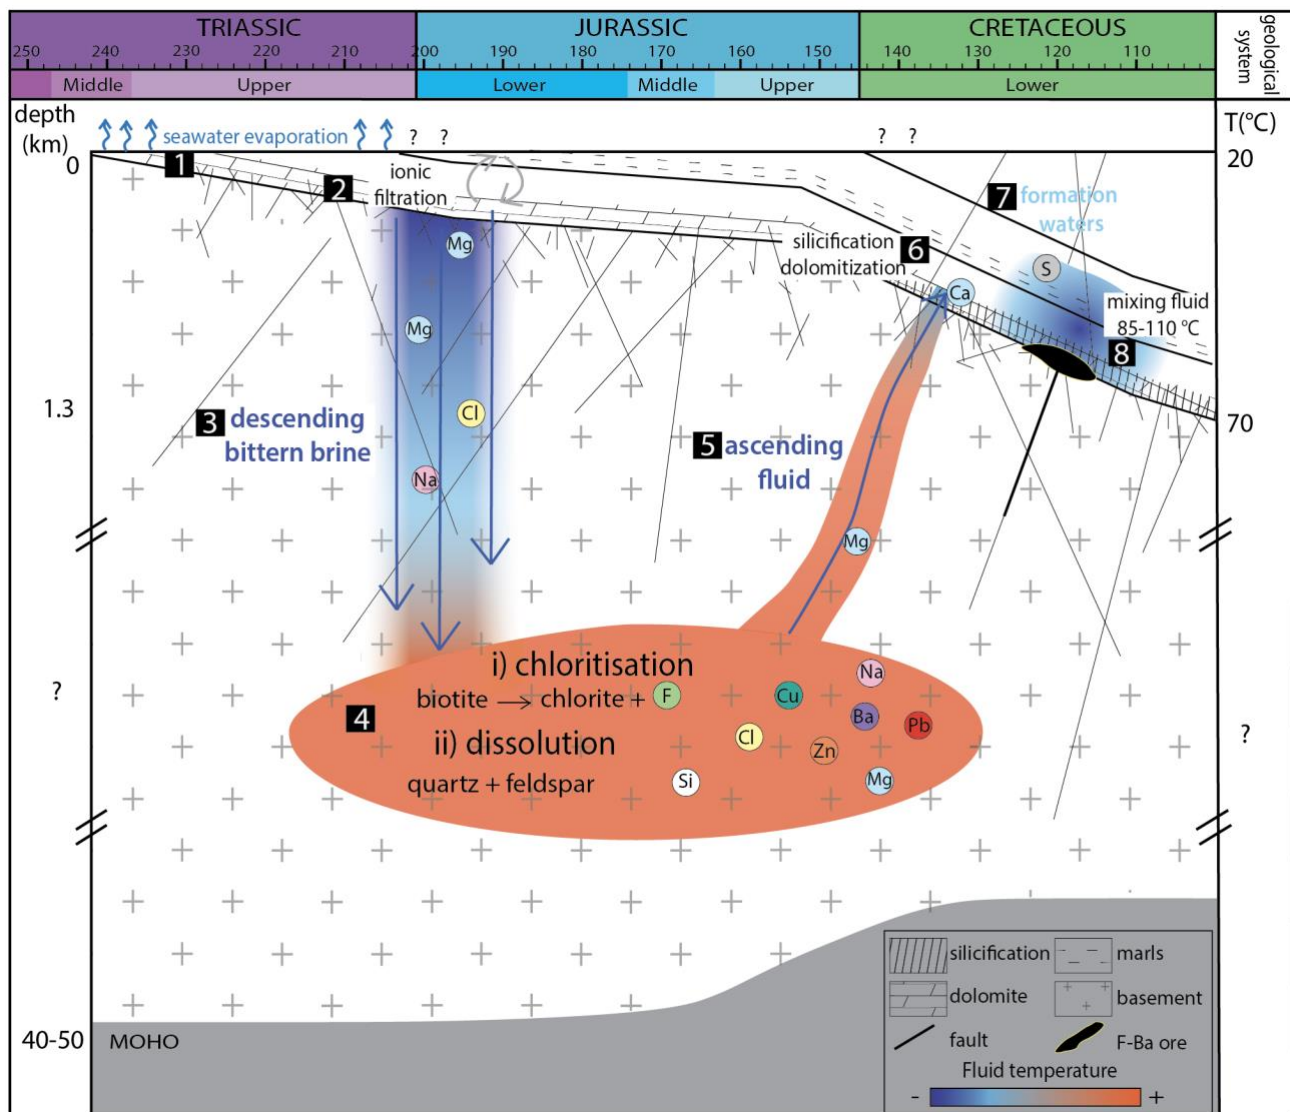 TRIASSIC JURASSIC CRETACEOUS
geological system
250 240 230 220 210 200 190 180 170 160 150 140 130 120 110
Middle Upper Lower Middle Upper Lower
depth (km)
T(°C)
seawater evaporation ? ? ? ?
0
20
1
2
ionic
filtration
7 formation
waters
Mg
silicification 6
dolomitization
S
Ca
mixing fluid
85-110 °C
8
Mg
1.3
70
Cl
3 descending
bittern brine
5 ascending
fluid
Na
Mg
i) chloritisation
Na
?
biotite → chlorite + F
Cu
Ba
Pb
4
ii) dissolution
Cl
Zn
?
quartz + feldspar
Si
Mg
silicification
marls
dolomite
basement
fault
F-Ba ore
Fluid temperature
- +
40-50
MOHO